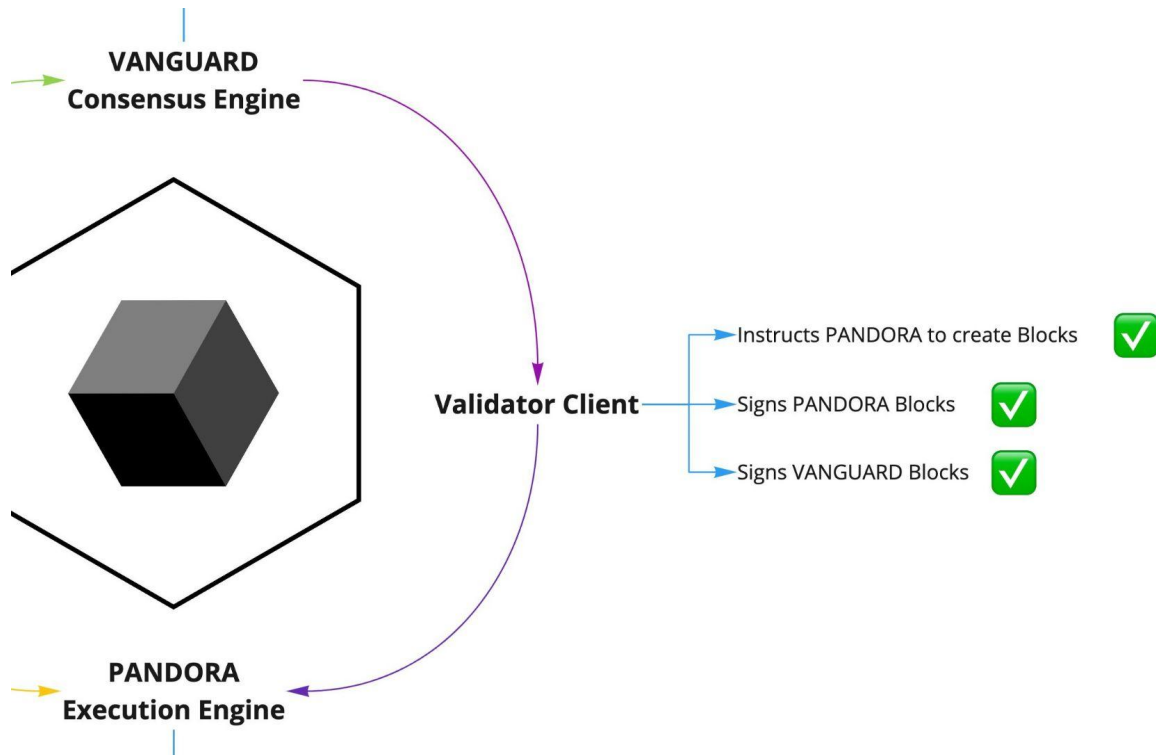 VANGUARD
Consensus Engine
Validator Client
Instructs PANDORA to create Blocks
Signs PANDORA Blocks
Signs VANGUARD Blocks
PANDORA
Execution Engine